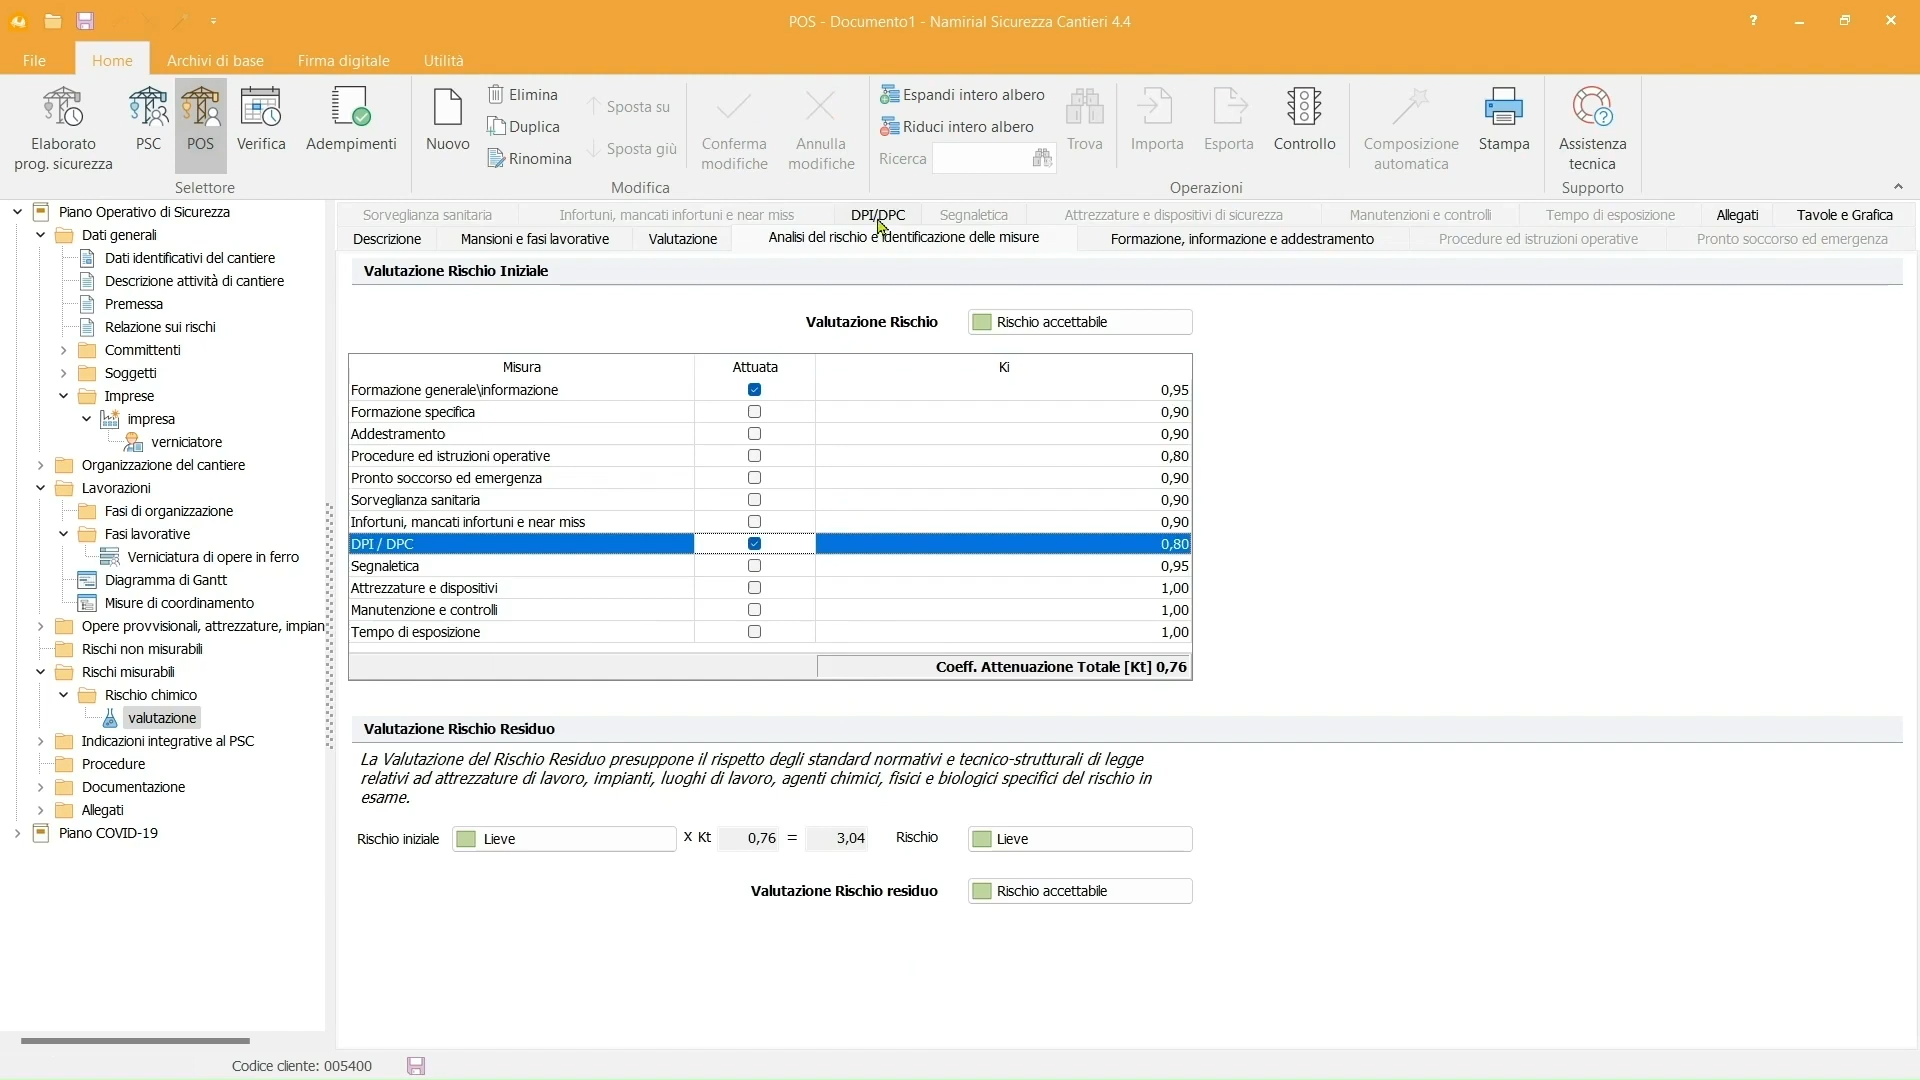 POS - Documento1 - Namirial Sicurezza Cantieri 4.4
?
File
Home
Archivi di base
Firma digitale
Utilità
Elaborato
prog. sicurezza
PSC
POS
Verifica
Adempimenti
Selettore
Nuovo
Elimina
Duplica
Rinomina
Sposta su
Sposta giù
Conferma
modifiche
Annulla
modifiche
Modifica
Espandi intero albero
Riduci intero albero
Ricerca
Trova
Importa
Esporta
Controllo
Composizione
automatica
Stampa
Operazioni
Assistenza
tecnica
Supporto
Piano Operativo di Sicurezza
Dati generali
Dati identificativi del cantiere
Descrizione attività di cantiere
Premessa
Relazione sui rischi
Committenti
Soggetti
Imprese
impresa
verniciatore
Organizzazione del cantiere
Lavorazioni
Fasi di organizzazione
Fasi lavorative
Verniciatura di opere in ferro
Diagramma di Gantt
Misure di coordinamento
Opere provvisionali, attrezzature, impian
Rischi non misurabili
Rischi misurabili
Rischio chimico
valutazione
Indicazioni integrative al PSC
Procedure
Documentazione
Allegati
Piano COVID-19
Sorveglianza sanitaria
Infortuni, mancati infortuni e near miss
DPI/DPC
Segnaletica
Attrezzature e dispositivi di sicurezza
Manutenzioni e controlli
Tempo di esposizione
Allegati
Tavole e Grafica
Descrizione
Mansioni e fasi lavorative
Valutazione
Analisi del rischio e identificazione delle misure
Formazione, informazione e addestramento
Procedure ed istruzioni operative
Pronto soccorso ed emergenza
Valutazione Rischio Iniziale
Valutazione Rischio Rischio accettabile
Misura Attuata Ki
Formazione generale\informazione 0,95
Formazione specifica 0,90
Addestramento 0,90
Procedure ed istruzioni operative 0,80
Pronto soccorso ed emergenza 0,90
Sorveglianza sanitaria 0,90
Infortuni, mancati infortuni e near miss 0,90
DPI / DPC 0,80
Segnaletica 0,95
Attrezzature e dispositivi 1,00
Manutenzione e controlli 1,00
Tempo di esposizione 1,00
Coeff. Attenuazione Totale [Kt] 0,76
Valutazione Rischio Residuo
La Valutazione del Rischio Residuo presuppone il rispetto degli standard normativi e tecnico-strutturali di legge
relativi ad attrezzature di lavoro, impianti, luoghi di lavoro, agenti chimici, fisici e biologici specifici del rischio in
esame.
Rischio iniziale Lieve X Kt 0,76 = 3,04 Rischio Lieve
Valutazione Rischio residuo Rischio accettabile
Codice cliente: 005400